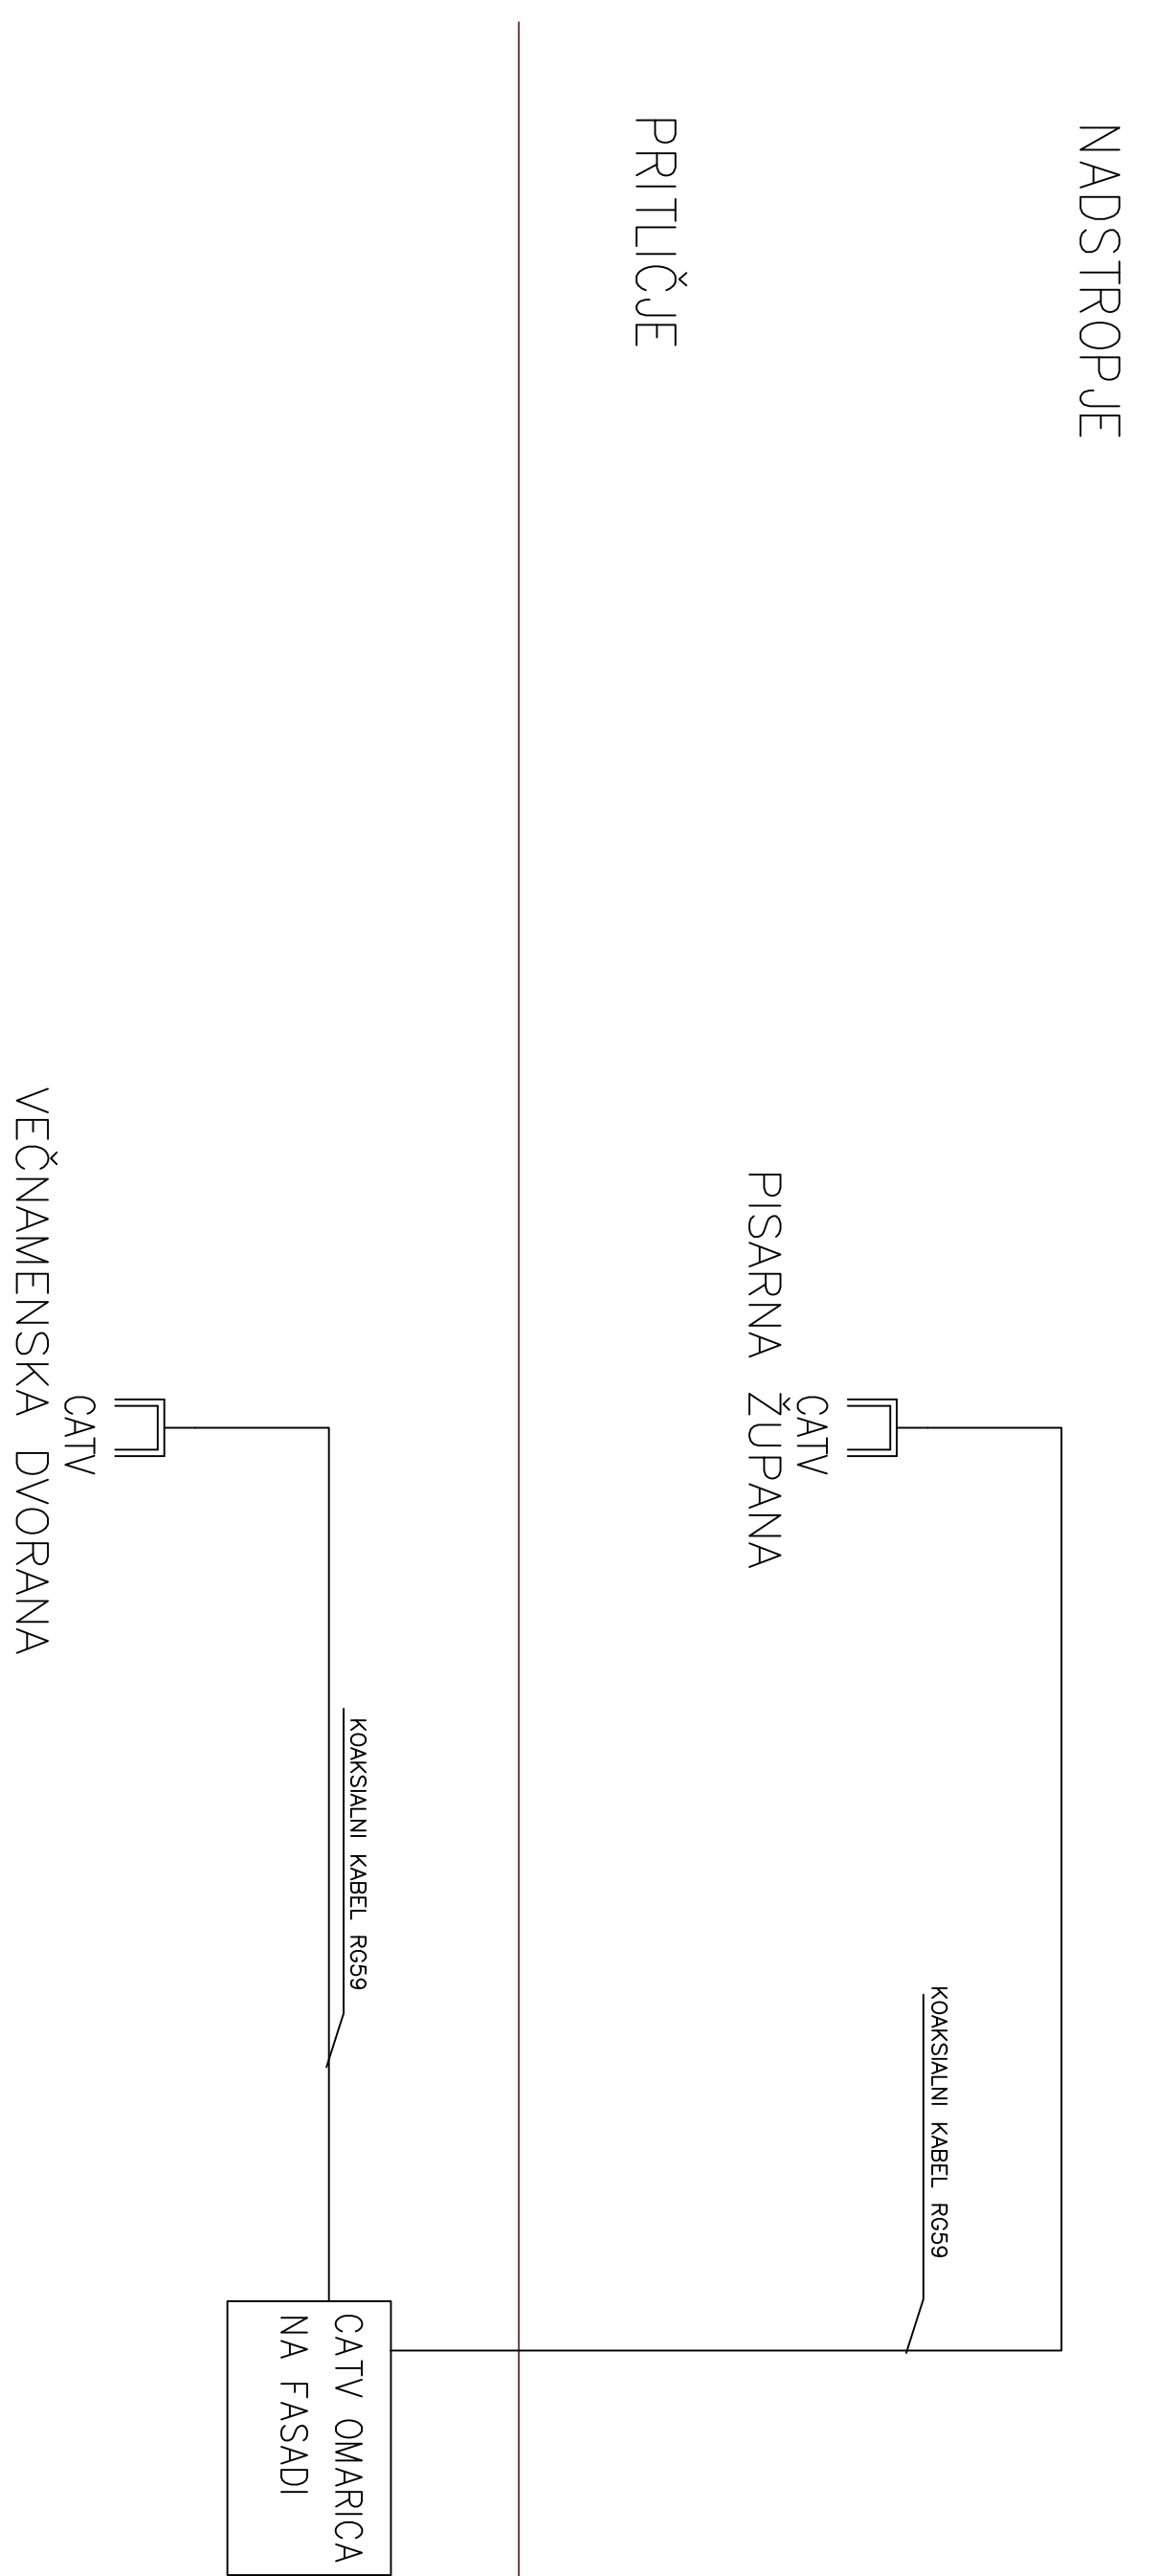 NADSTROPJE
KOAKSIALNI KABEL RG59
CATV
PISARNA ŽUPANA
PRITLIČJE
KOAKSIALNI KABEL RG59
CATV OMARICA
NA FASADI
CATV
VEČNAMENSKA DVORANA